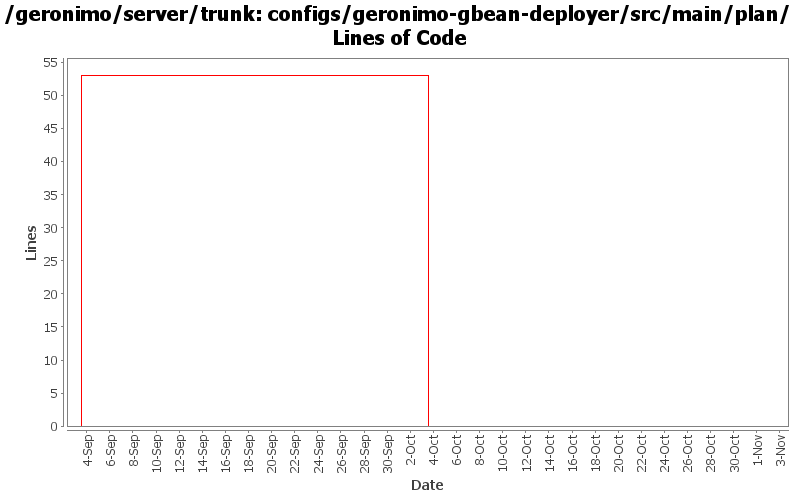 /geronimo/server/trunk: configs/geronimo-gbean-deployer/src/main/plan/
Lines of Code
55
50
45
40
35
30
25
20
15
10
5
0
Lines
4-Sep
6-Sep
8-Sep
10-Sep
12-Sep
14-Sep
16-Sep
18-Sep
20-Sep
22-Sep
24-Sep
26-Sep
28-Sep
30-Sep
2-Oct
4-Oct
6-Oct
8-Oct
10-Oct
12-Oct
14-Oct
16-Oct
18-Oct
20-Oct
22-Oct
24-Oct
26-Oct
28-Oct
30-Oct
1-Nov
3-Nov
Date